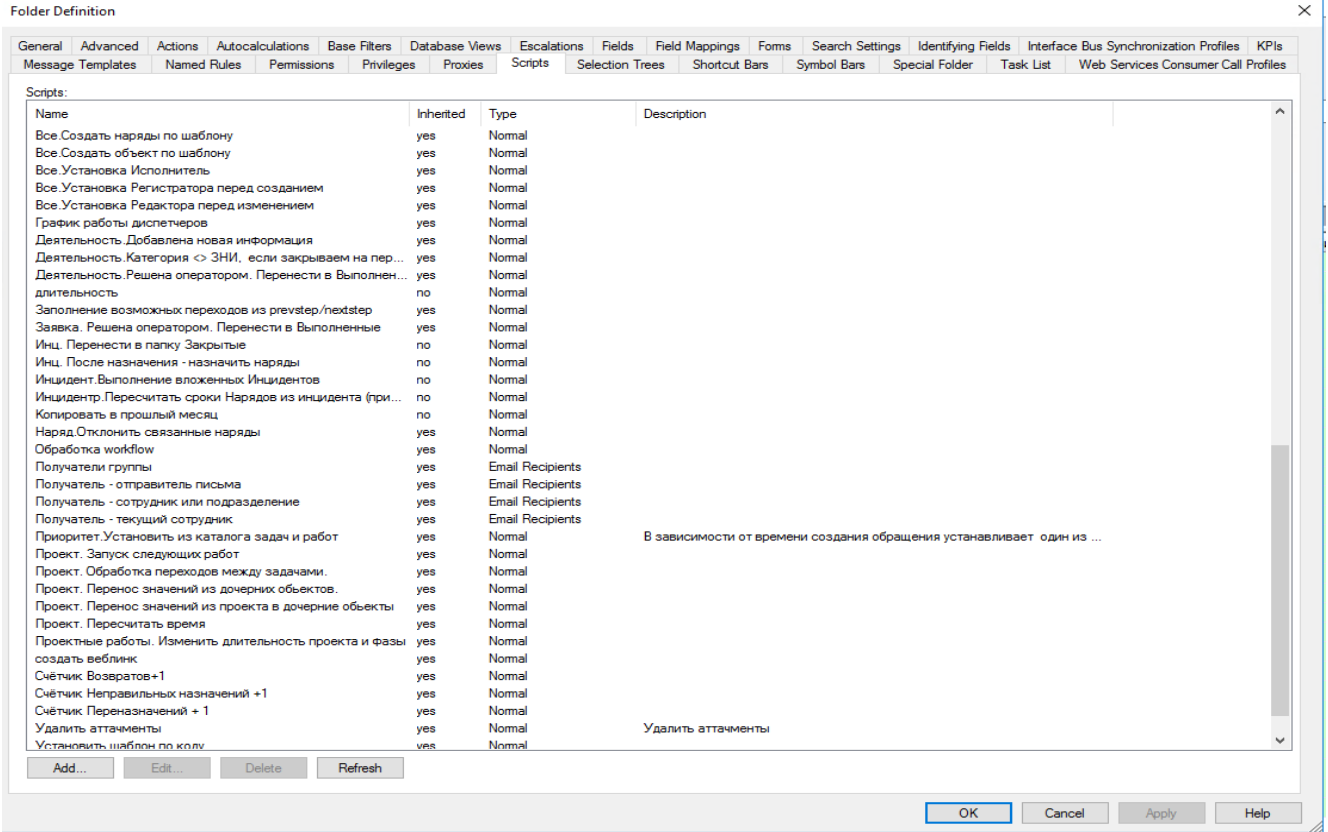 Folder Definition
General Advanced Actions Autocalculations Base Filters Database Views Escalations Fields Field Mappings Forms Search Settings Identifying Fields Interface Bus Synchronization Profiles KPIs
Message Templates Named Rules Permissions Privileges Proxies Scripts Selection Trees Shortcut Bars Symbol Bars Special Folder Task List Web Services Consumer Call Profiles
Scripts:
Name Inherited Type Description
Все.Создать наряды по шаблону yes Normal
Все.Создать объект по шаблону yes Normal
Все.Установка Исполнитель yes Normal
Все.Установка Регистратора перед созданием yes Normal
Все.Установка Редактора перед изменением yes Normal
График работы диспетчеров yes Normal
Деятельность.Добавлена новая информация yes Normal
Деятельность.Категория <> ЗНИ, если закрываем на пер... yes Normal
Деятельность.Решена оператором. Перенести в Выполнен... yes Normal
длительность no Normal
Заполнение возможных переходов из prevstep/nextstep yes Normal
Заявка. Решена оператором. Перенести в Выполненные yes Normal
Инц. Перенести в папку Закрытые no Normal
Инц. После назначения - назначить наряды no Normal
Инцидент.Выполнение вложенных Инцидентов no Normal
Инцидентр.Пересчитать сроки Нарядов из инцидента (при... no Normal
Копировать в прошлый месяц no Normal
Наряд.Отклонить связанные наряды yes Normal
Обработка workflow yes Normal
Получатели группы yes Email Recipients
Получатель - отправитель письма yes Email Recipients
Получатель - сотрудник или подразделение yes Email Recipients
Получатель - текущий сотрудник yes Email Recipients
Приоритет.Установить из каталога задач и работ yes Normal В зависимости от времени создания обращения устанавливает один из ...
Проект. Запуск следующих работ yes Normal
Проект. Обработка переходов между задачами. yes Normal
Проект. Перенос значений из дочерних обьектов. yes Normal
Проект. Перенос значений из проекта в дочерние обьекты yes Normal
Проект. Пересчитать время yes Normal
Проектные работы. Изменить длительность проекта и фазы yes Normal
создать веблинк yes Normal
Счётчик Возвратов+1 yes Normal
Счётчик Неправильных назначений +1 yes Normal
Счётчик Переназначений + 1 yes Normal
Удалить аттачменты yes Normal Удалить аттачменты
Установить шаблон по коду yes Normal
Add... Edit... Delete Refresh
OK Cancel Apply Help